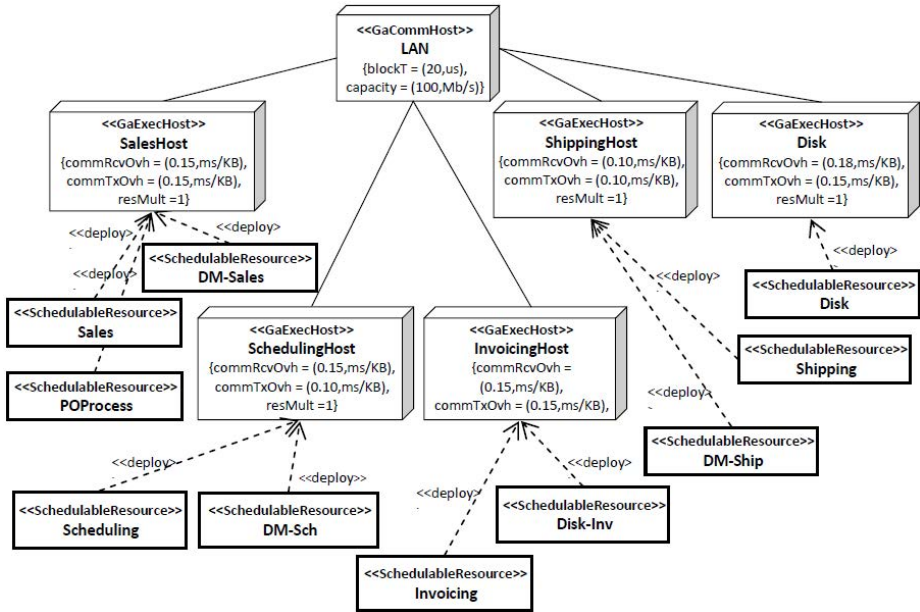 <<GaCommHost>>
LAN
{blockT = (20,us),
capacity = (100,Mb/s)}
<<GaExecHost>>
SalesHost
{commRcvOvh = (0.15,ms/KB),
commTxOvh = (0.15,ms/KB),
resMult =1}
<<GaExecHost>>
ShippingHost
{commRcvOvh = (0.10,ms/KB),
commTxOvh = (0.10,ms/KB),
resMult =1}
<<GaExecHost>>
Disk
{commRcvOvh = (0.18,ms/KB),
commTxOvh = (0.15,ms/KB),
resMult =1}
<<deploy>
<<deploy>
<<SchedulableResource>>
DM-Sales
<<deploy>
<<deploy>
<<deploy>
<<SchedulableResource>>
Sales
<<SchedulableResource>>
Disk
<<GaExecHost>>
SchedulingHost
{commRcvOvh = (0.15,ms/KB),
commTxOvh = (0.10,ms/KB),
resMult =1}
<<GaExecHost>>
InvoicingHost
{commRcvOvh =
(0.15,ms/KB),
commTxOvh = (0.15,ms/KB),
<<SchedulableResource>>
Shipping
<<SchedulableResource>>
POProcess
<<SchedulableResource>>
DM-Ship
<<deploy>
<<deploy>>
<<deploy>
<<deploy>
<<SchedulableResource>>
Scheduling
<<SchedulableResource>>
DM-Sch
<<SchedulableResource>>
Disk-Inv
<<SchedulableResource>>
Invoicing